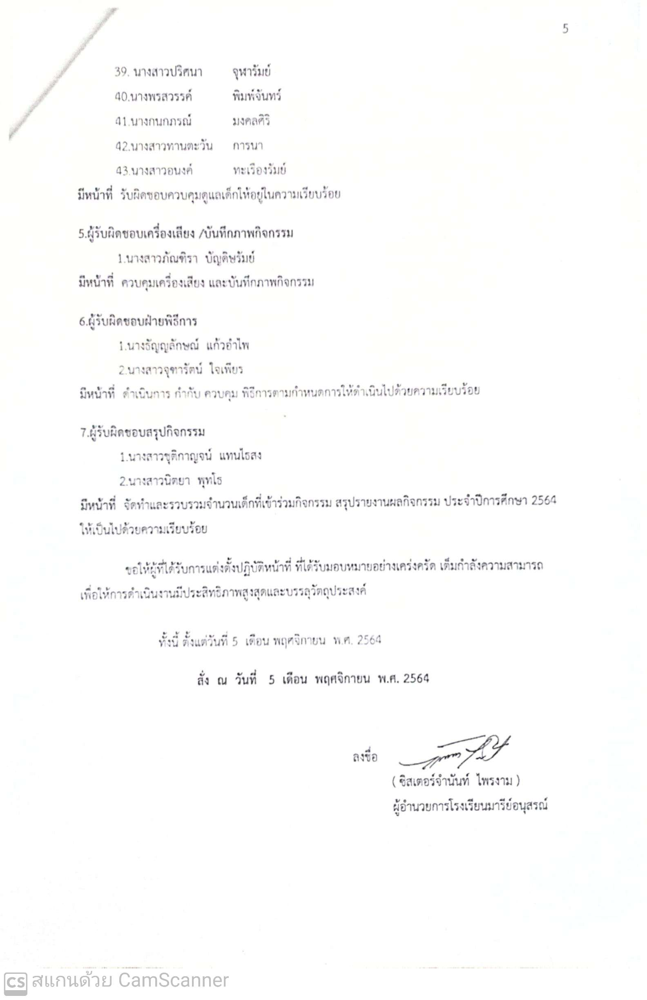 5
39. นางสาวปริศนา จุฬารัมย์
40.นางพรสวรรค์ พิมพ์จันทร์
41.นางกนกภรณ์ มงคลศิริ
42.นางสาวทานตะวัน การนา
43.นางสาวอนงค์ ทะเรืองรัมย์
มีหน้าที่ รับผิดชอบควบคุมดูแลเด็กให้อยู่ในความเรียบร้อย
5.ผู้รับผิดชอบเครื่องเสียง /บันทึกภาพกิจกรรม
1.นางสาวภัณฑิรา บัญดิษรัมย์
มีหน้าที่ ควบคุมเครื่องเสียง และบันทึกภาพกิจกรรม
6.ผู้รับผิดชอบฝ่ายพิธีการ
1.นางธัญญลักษณ์ แก้วอำไพ
2.นางสาวจุฑารัตน์ ใจเพียร
มีหน้าที่ ดำเนินการ กำกับ ควบคุม พิธีการตามกำหนดการให้ดำเนินไปด้วยความเรียบร้อย
7.ผู้รับผิดชอบสรุปกิจกรรม
1.นางสาวชุติกาญจน์ แทนไธสง
2.นางสาวนิตยา พุทโธ
มีหน้าที่ จัดทำและรวบรวมจำนวนเด็กที่เข้าร่วมกิจกรรม สรุปรายงานผลกิจกรรม ประจำปีการศึกษา 2564
ให้เป็นไปด้วยความเรียบร้อย
ขอให้ผู้ที่ได้รับการแต่งตั้งปฏิบัติหน้าที่ ที่ได้รับมอบหมายอย่างเคร่งครัด เต็มกำลังความสามารถ
เพื่อให้การดำเนินงานมีประสิทธิภาพสูงสุดและบรรลุวัตถุประสงค์
ทั้งนี้ ตั้งแต่วันที่ 5 เดือน พฤศจิกายน พ.ศ. 2564
สั่ง ณ วันที่ 5 เดือน พฤศจิกายน พ.ศ. 2564
ลงชื่อ
( ซิสเตอร์จำนันท์ ไพรงาม )
ผู้อำนวยการโรงเรียนมารีย์อนุสรณ์
CS สแกนด้วย CamScanner